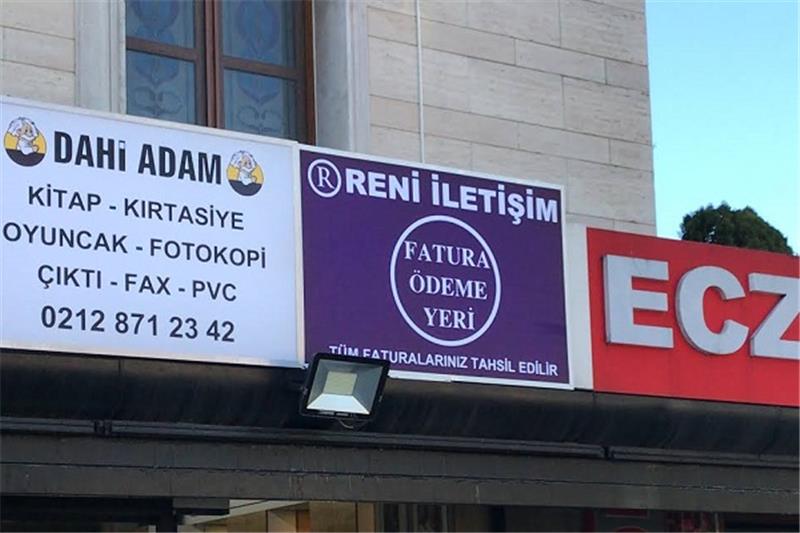 DAHİ ADAM
KİTAP - KIRTASİYE
OYUNCAK - FOTOKOPİ
ÇIKTI - FAX - PVC
0212 871 23 42
® RENİ İLETİŞİM
FATURA
ÖDEME
YERİ
TÜM FATURALARINIZ TAHSİL EDİLİR
ECZ